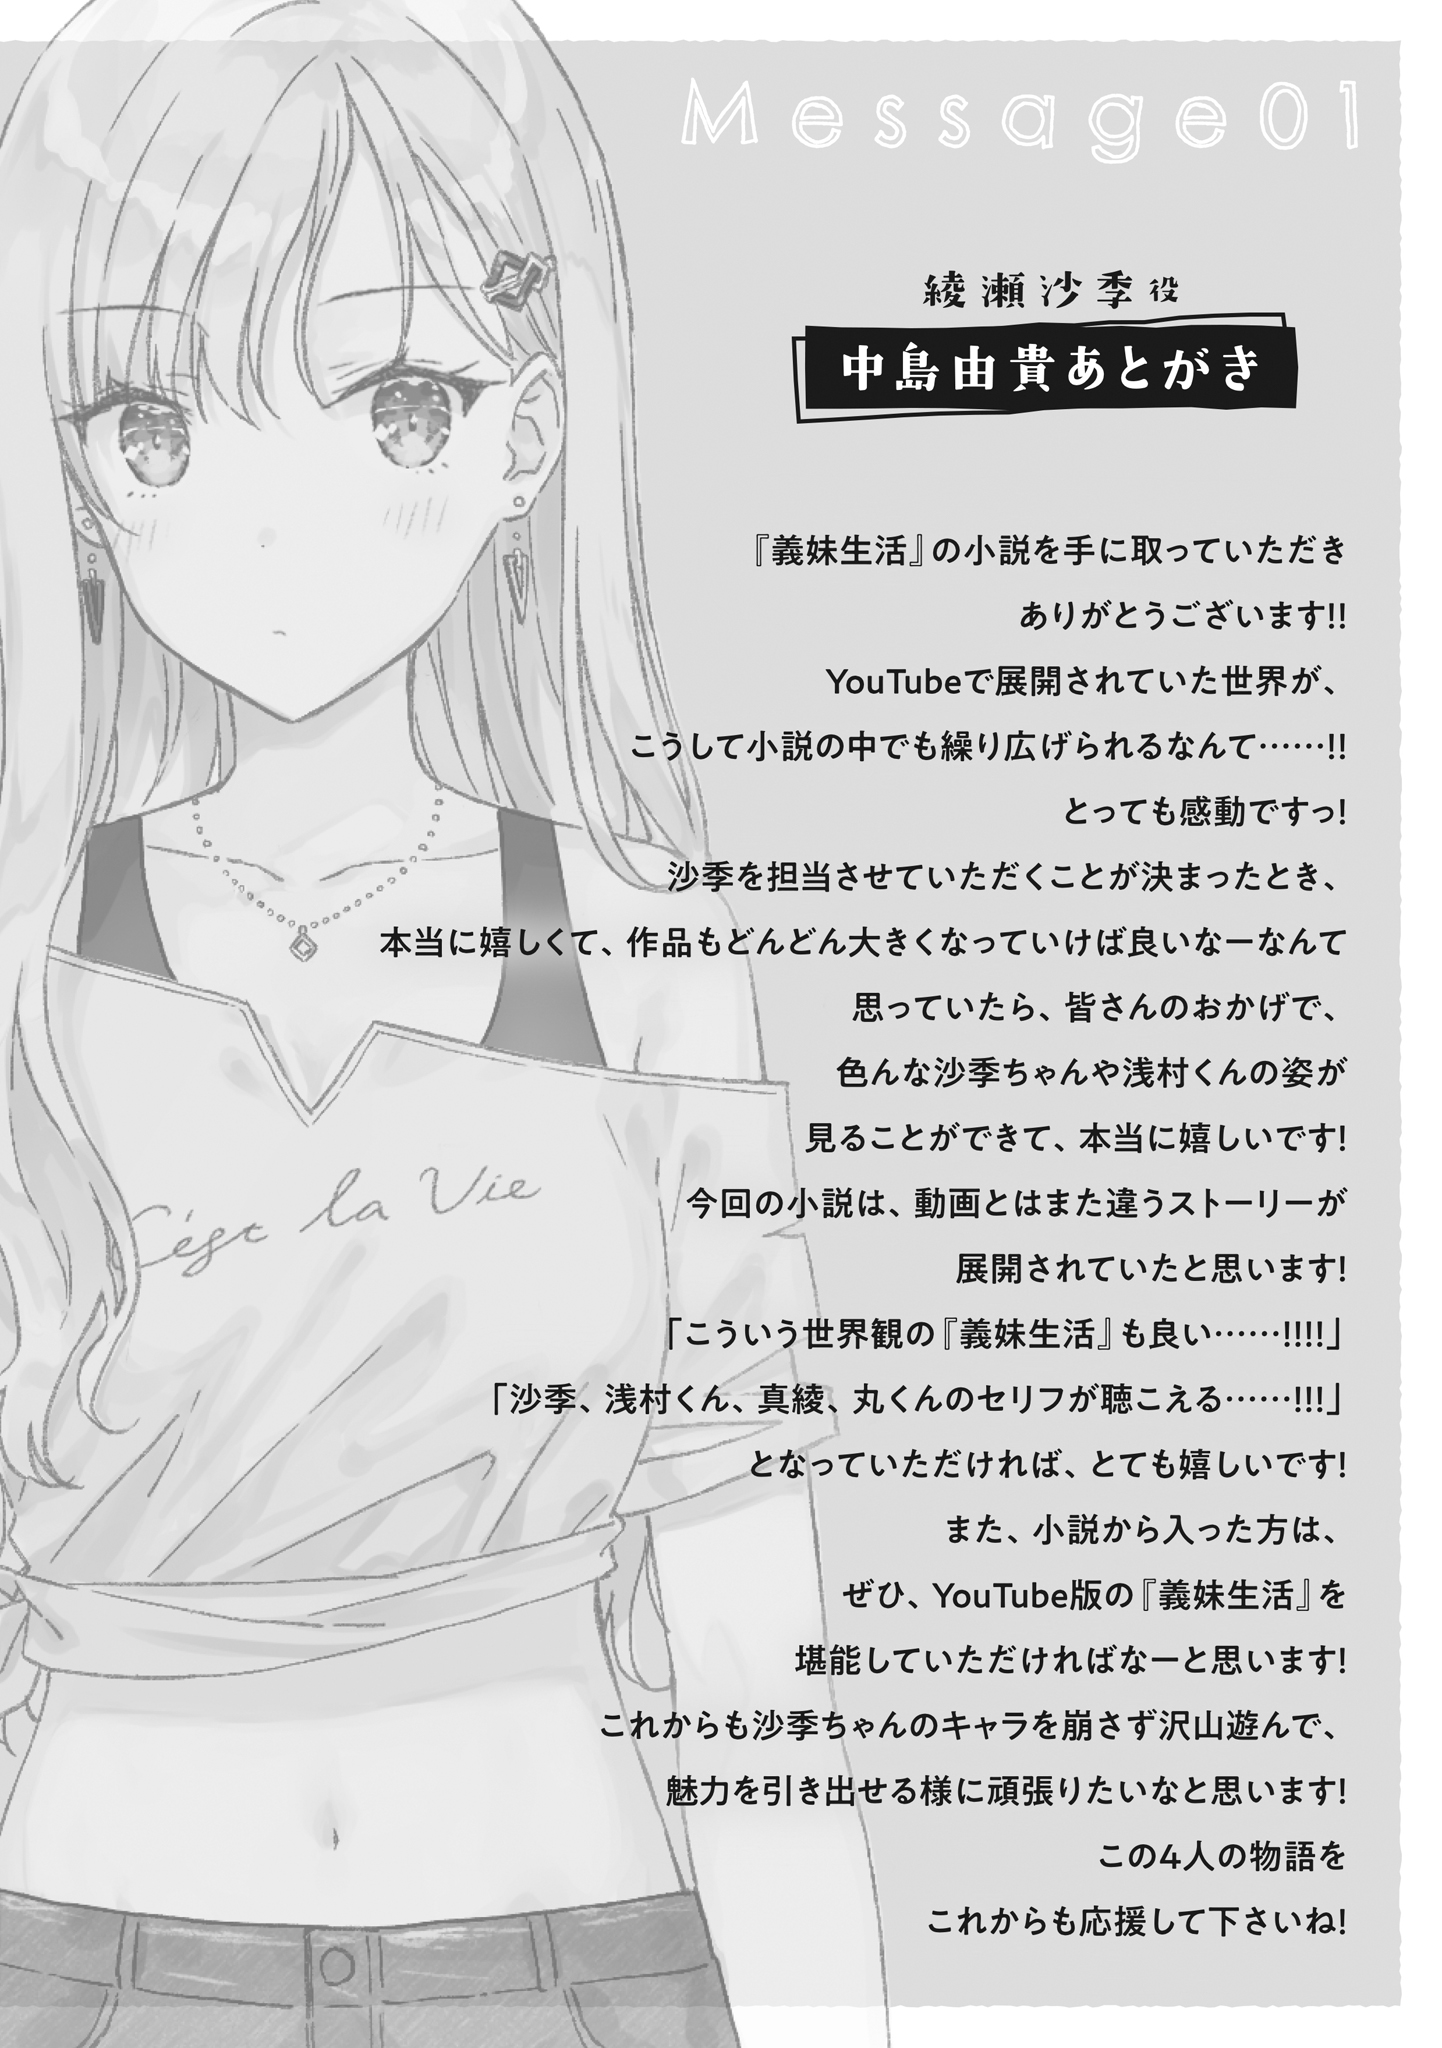 Message01
綾瀬沙季役
中島由貴あとがき
『義妹生活』の小説を手に取っていただき
ありがとうございます!!
YouTubeで展開されていた世界が、
こうして小説の中でも繰り広げられるなんて……!!
とっても感動ですっ!
沙季を担当させていただくことが決まったとき、
本当に嬉しくて、作品もどんどん大きくなっていけば良いなーなんて
思っていたら、皆さんのおかげで、
色んな沙季ちゃんや浅村くんの姿が
見ることができて、本当に嬉しいです!
今回の小説は、動画とはまた違うストーリーが
展開されていたと思います!
「こういう世界観の『義妹生活』も良い……!!!!」
「沙季、浅村くん、真綾、丸くんのセリフが聴こえる……!!!」
となっていただければ、とても嬉しいです!
また、小説から入った方は、
ぜひ、YouTube版の『義妹生活』を
堪能していただければなーと思います!
これからも沙季ちゃんのキャラを崩さず沢山遊んで、
魅力を引き出せる様に頑張りたいなと思います!
この4人の物語を
これからも応援して下さいね!
C'est la Vie